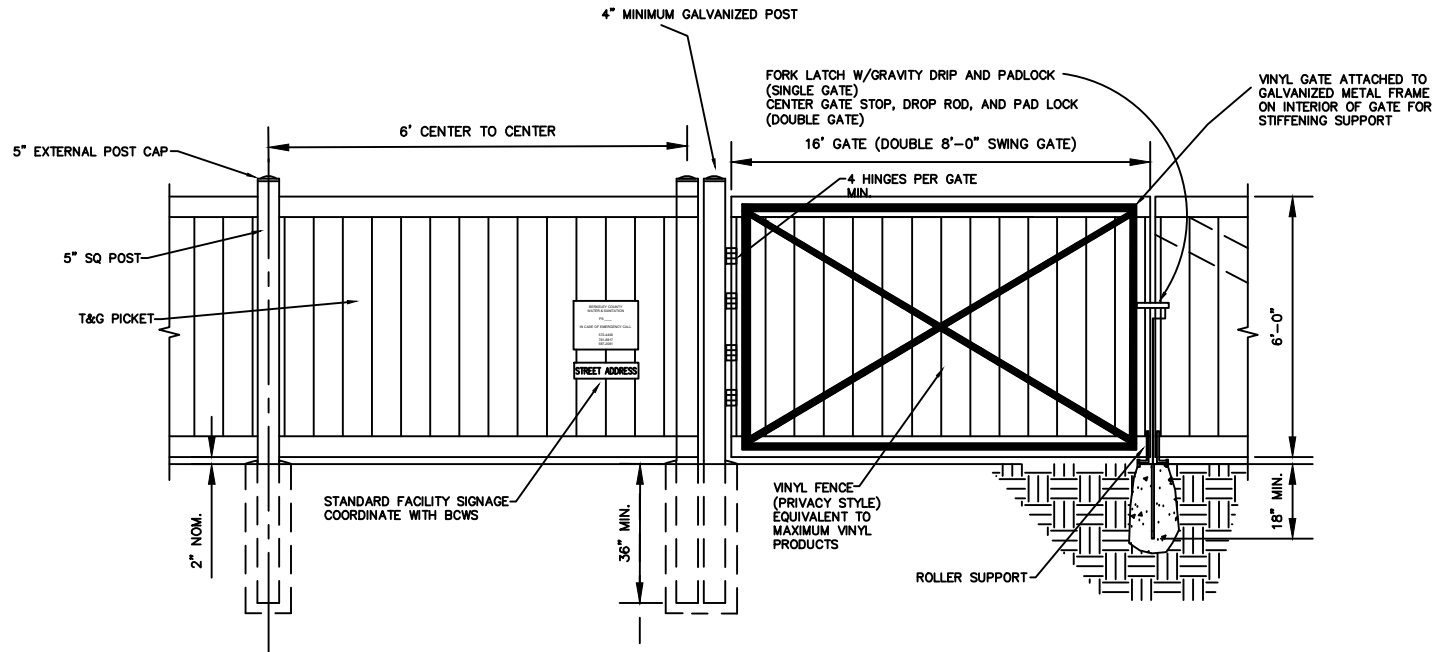 4" MINIMUM GALVANIZED POST
FORK LATCH W/GRAVITY DRIP AND PADLOCK
(SINGLE GATE)
CENTER GATE STOP, DROP ROD, AND PAD LOCK
(DOUBLE GATE)
VINYL GATE ATTACHED TO
GALVANIZED METAL FRAME
ON INTERIOR OF GATE FOR
STIFFENING SUPPORT
6' CENTER TO CENTER
16' GATE (DOUBLE 8'-0" SWING GATE)
5" EXTERNAL POST CAP
4 HINGES PER GATE
MIN.
5" SQ POST
T&G PICKET
BERKELEY COUNTY
WATER & SANITATION
PS ____
IN CASE OF EMERGENCY CALL
STREET ADDRESS
6'-0"
STANDARD FACILITY SIGNAGE
COORDINATE WITH BCWS
2" NOM.
36" MIN.
VINYL FENCE
(PRIVACY STYLE)
EQUIVALENT TO
MAXIMUM VINYL
PRODUCTS
18" MIN.
ROLLER SUPPORT